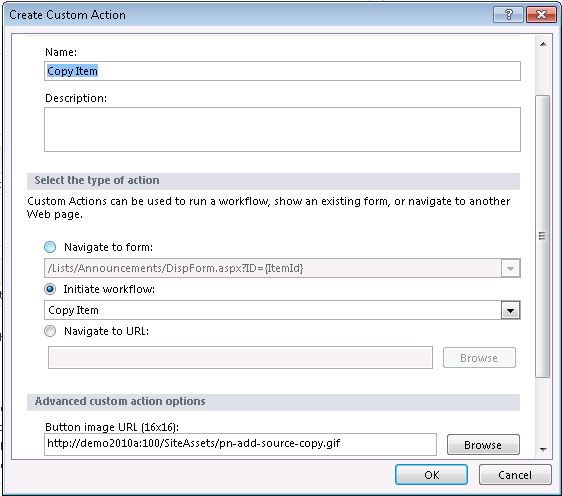 Create Custom Action
Name:
Copy Item
Description:
Select the type of action
Custom Actions can be used to run a workflow, show an existing form, or navigate to another
Web page.
Navigate to form:
/Lists/Announcements/DispForm.aspx?ID={ItemId}
Initiate workflow:
Copy Item
Navigate to URL:
Browse
Advanced custom action options
Button image URL (16x16):
http://demo2010a:100/SiteAssets/pn-add-source-copy.gif
Browse
OK
Cancel